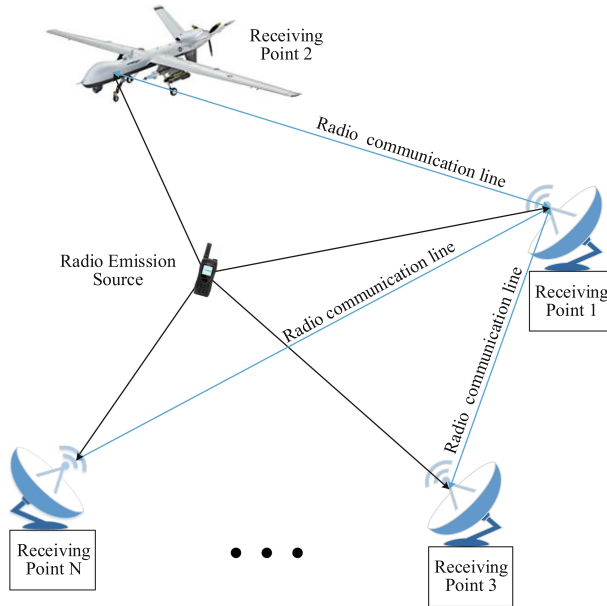 Receiving
Point 2
Radio communication line
Radio Emission
Source
Radio communication line
Radio communication line
Receiving
Point 1
Receiving
Point N
Receiving
Point 3